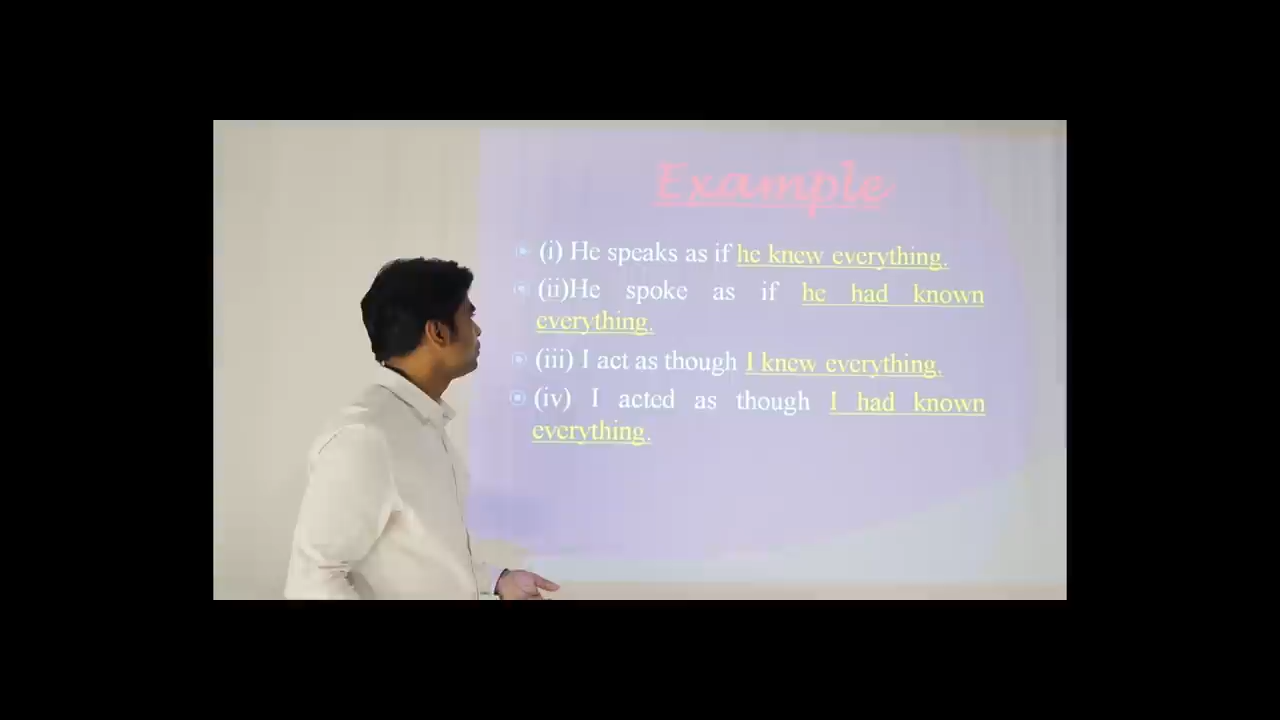 Example
(i) He speaks as if he knew everything.
(ii)He spoke as if he had known
everything.
(iii) I act as though I knew everything.
(iv) I acted as though I had known
everything.